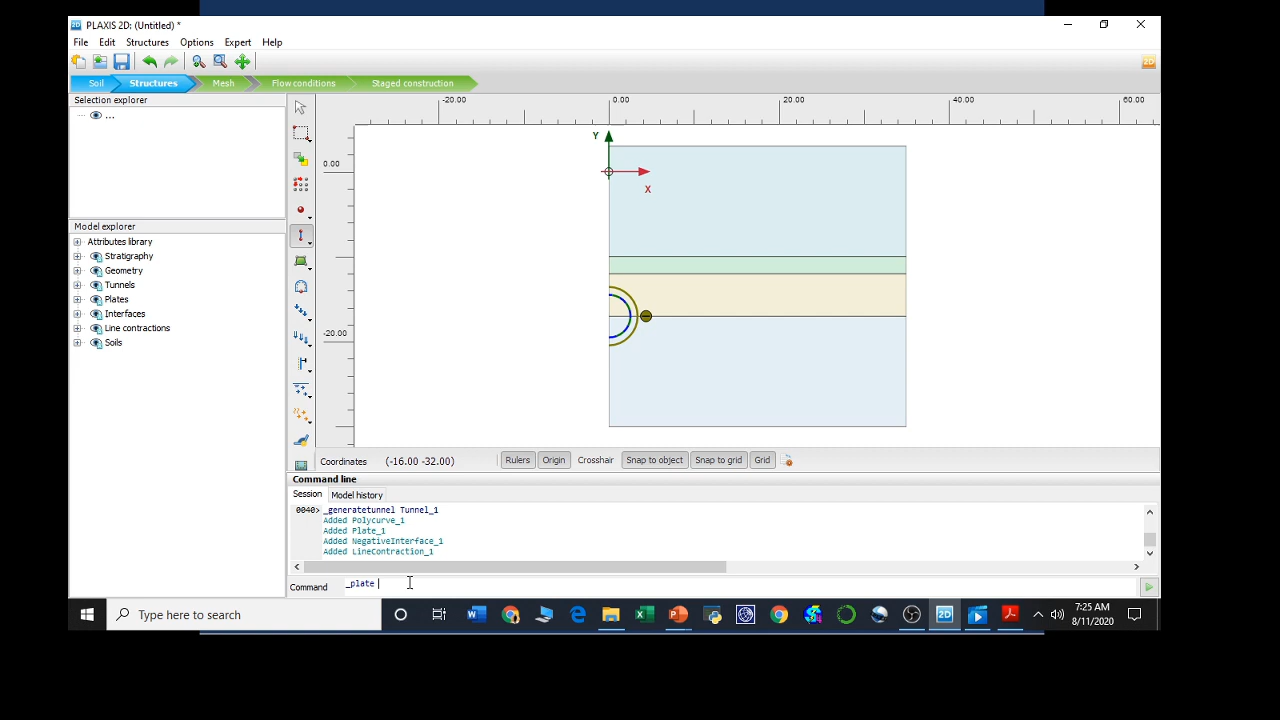 PLAXIS 2D: (Untitled) *
File Edit Structures Options Expert Help
Soil Structures Mesh Flow conditions Staged construction
Selection explorer
...
Model explorer
Attributes library
Stratigraphy
Geometry
Tunnels
Plates
Interfaces
Line contractions
Soils
-20.00 0.00 20.00 40.00 60.00
0.00
-20.00
Y
X
Coordinates (-16.00 -32.00) Rulers Origin Crosshair Snap to object Snap to grid Grid
Command line
Session Model history
0040> _generatetunnel Tunnel_1
Added Polycurve_1
Added Plate_1
Added NegativeInterface_1
Added LineContraction_1
Command _plate
Type here to search
7:25 AM
8/11/2020